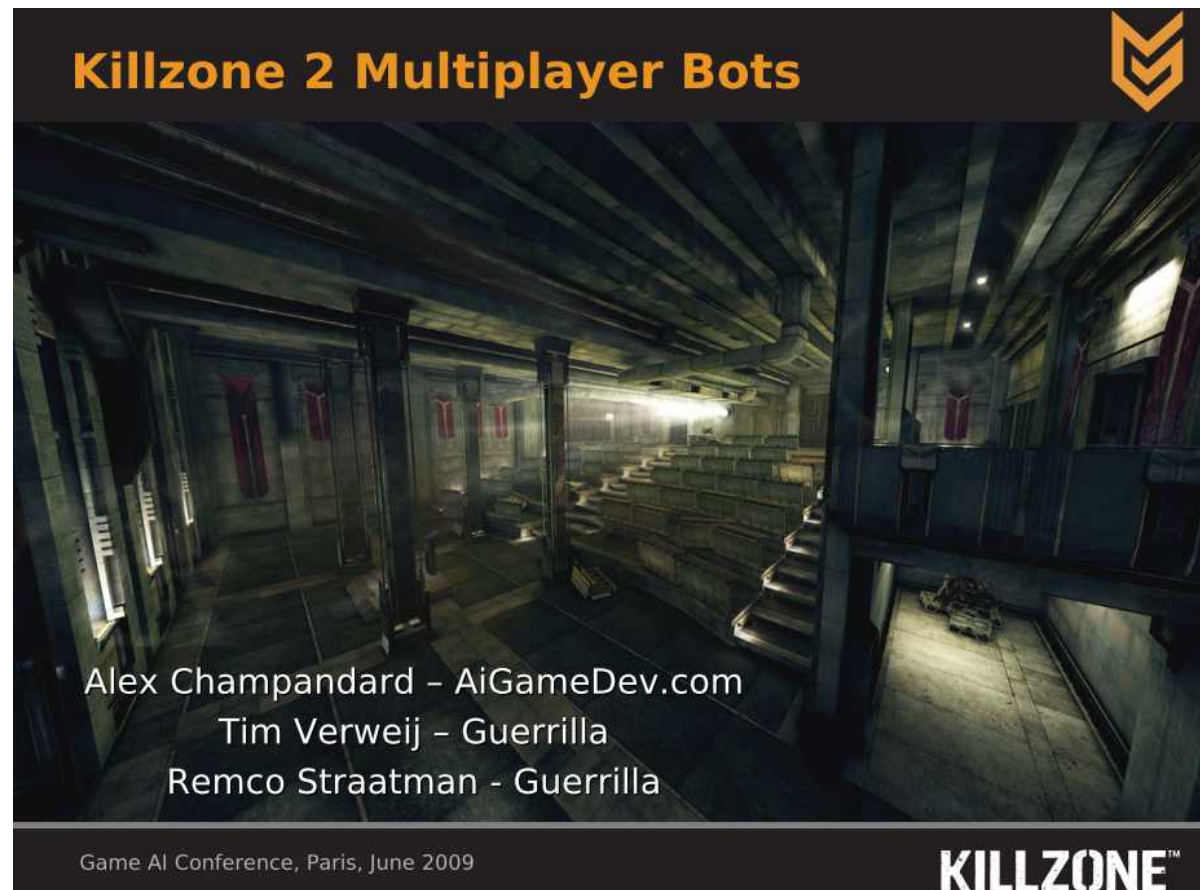 Killzone 2 Multiplayer Bots
Alex Champandard – AiGameDev.com
Tim Verweij – Guerrilla
Remco Straatman - Guerrilla
Game AI Conference, Paris, June 2009
KILLZONE™